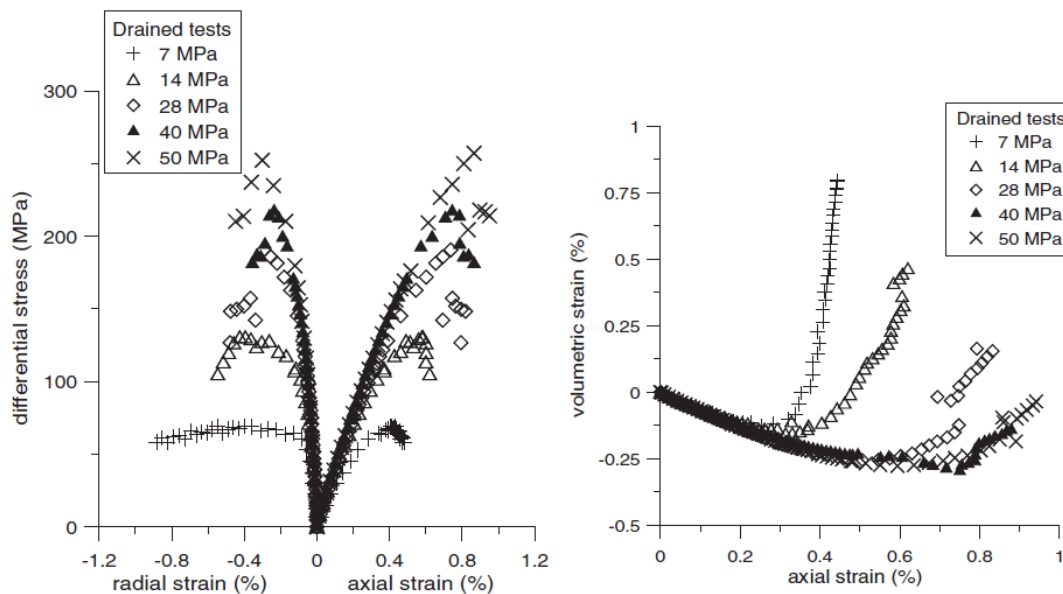 Drained tests
7 MPa
14 MPa
28 MPa
40 MPa
50 MPa
300
200
100
0
differential stress (MPa)
-1.2 -0.8 -0.4 0 0.4 0.8 1.2
radial strain (%) axial strain (%)
Drained tests
7 MPa
14 MPa
28 MPa
40 MPa
50 MPa
1
0.75
0.5
0.25
0
-0.25
-0.5
volumetric strain (%)
0 0.2 0.4 0.6 0.8 1
axial strain (%)